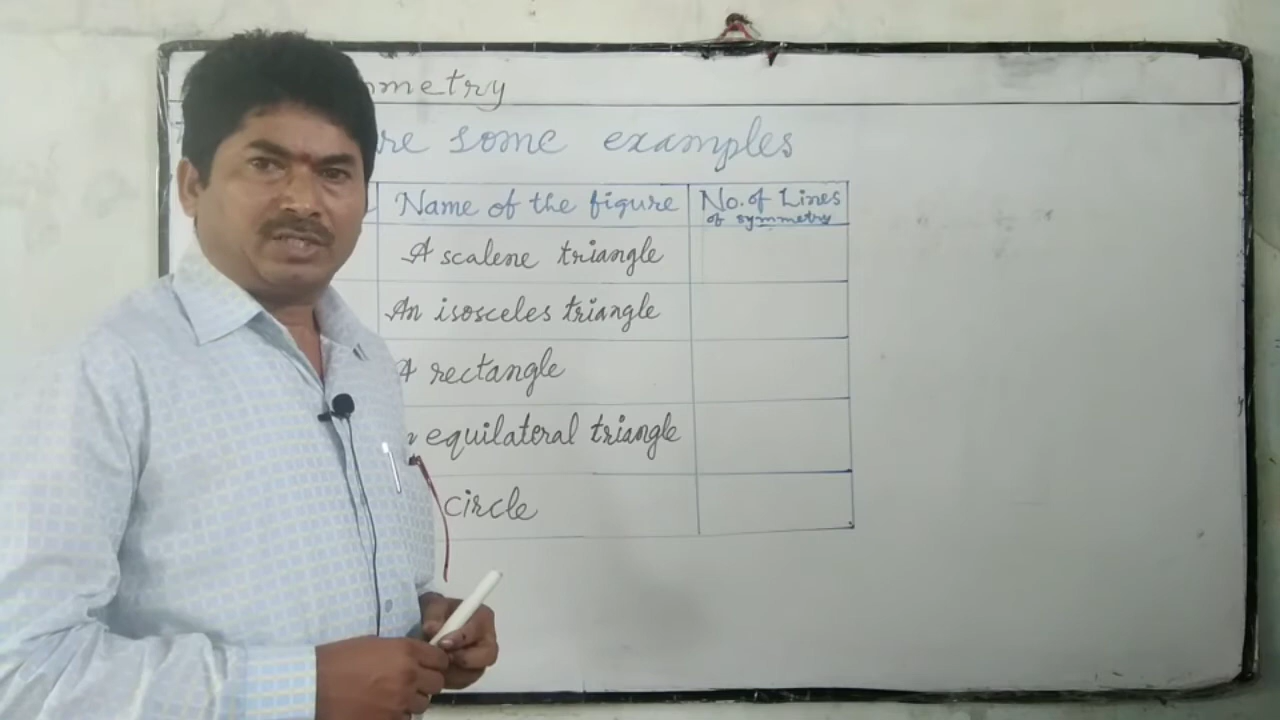 mmetry
re some examples
Name of the figure No. of Lines
of symmetry
A scalene triangle
An isosceles triangle
A rectangle
equilateral triangle
circle